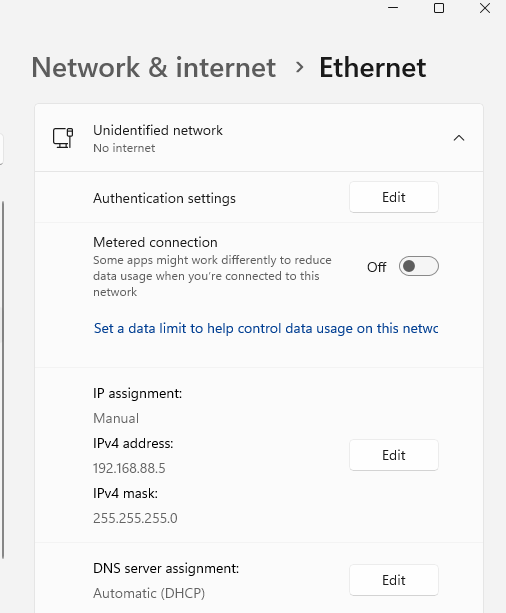 Network & internet > Ethernet
Unidentified network
No internet
Authentication settings
Edit
Metered connection
Some apps might work differently to reduce
data usage when you're connected to this
network
Off
Set a data limit to help control data usage on this netwc
IP assignment:
Manual
IPv4 address:
192.168.88.5
IPv4 mask:
255.255.255.0
Edit
DNS server assignment:
Automatic (DHCP)
Edit